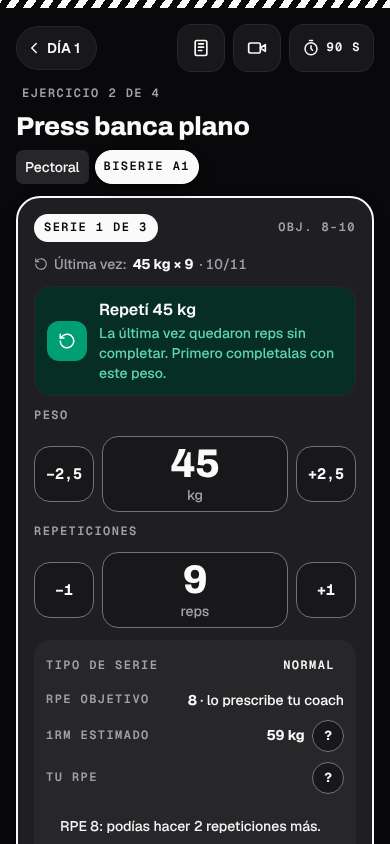 DÍA 1
90 S
EJERCICIO 2 DE 4
Press banca plano
Pectoral
BISERIE A1
SERIE 1 DE 3
OBJ. 8-10
Última vez: 45 kg × 9 · 10/11
Repetí 45 kg
La última vez quedaron reps sin
completar. Primero completalas con
este peso.
PESO
−2,5
45
kg
+2,5
REPETICIONES
−1
9
reps
+1
TIPO DE SERIE
NORMAL
RPE OBJETIVO
8 · lo prescribe tu coach
1RM ESTIMADO
59 kg
?
TU RPE
?
RPE 8: podías hacer 2 repeticiones más.